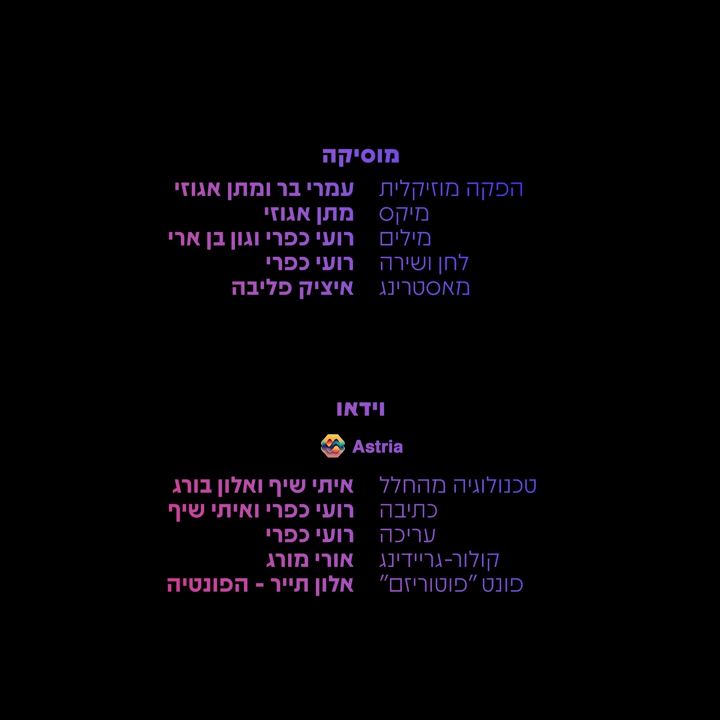 מוסיקה
הפקה מוזיקלית עמרי בר ומתן אגוזי
מיקס מתן אגוזי
מילים רועי כפרי וגון בן ארי
לחן ושירה רועי כפרי
מאסטרינג איציק פליבה
וידאו
Astria
טכנולוגיה מהחלל איתי שיף ואלון בורג
כתיבה רועי כפרי ואיתי שיף
עריכה רועי כפרי
קולור-גריידינג אורי מורג
פונט "פוטוריזם" אלון תייר - הפונטיה